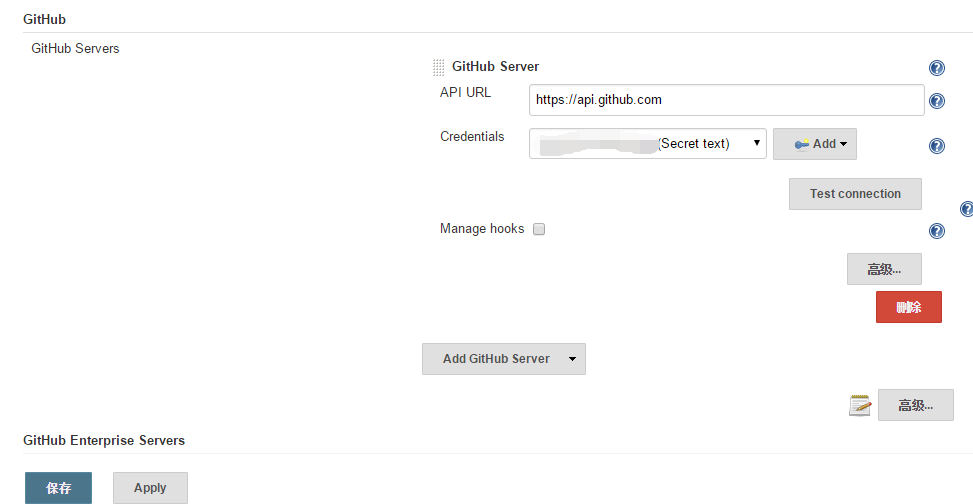 GitHub
GitHub Servers
GitHub Server
API URL
https://api.github.com
Credentials
(Secret text)
Add
Test connection
Manage hooks
高级...
删除
Add GitHub Server
高级...
GitHub Enterprise Servers
保存
Apply